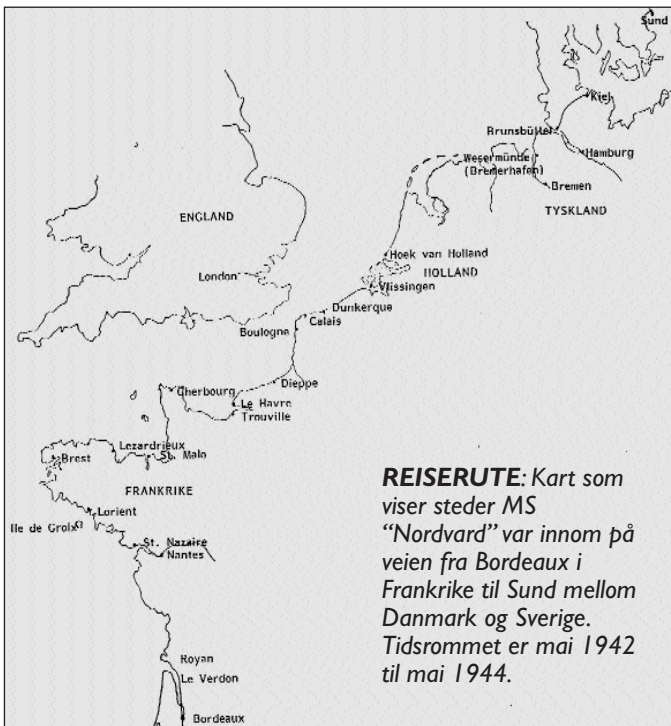 Sund
Kiel
Brunsbüttel
Hamburg
Wesermünde
(Bremerhafen)
Bremen
TYSKLAND
ENGLAND
Hoek van Holland
HOLLAND
London
Vlissingen
Dunkerque
Calais
Boulogne
Dieppe
Cherbourg
Le Havre
Trouville
Lezardrieux
St. Malo
Brest
FRANKRIKE
Lorient
Ile de Groix
St. Nazaire
Nantes
Royan
Le Verdon
Bordeaux
REISERUTE: Kart som
viser steder MS
“Nordvard” var innom på
veien fra Bordeaux i
Frankrike til Sund mellom
Danmark og Sverige.
Tidsrommet er mai 1942
til mai 1944.